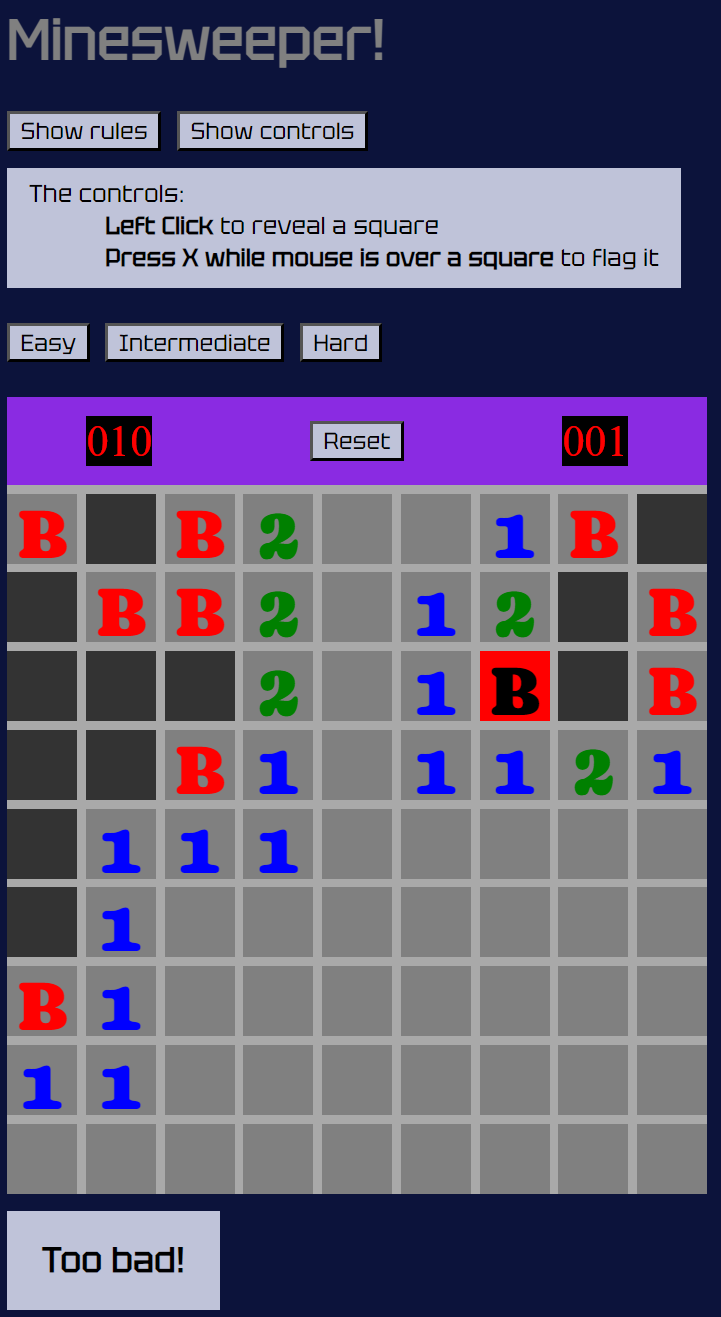 Minesweeper!
Show rules Show controls
The controls:
Left Click to reveal a square
Press X while mouse is over a square to flag it
Easy Intermediate Hard
010 Reset 001
B B 2 1 B
B B 2 1 2 B
2 1 B B
B 1 1 1 2 1
1 1 1
1
B 1
1 1
Too bad!